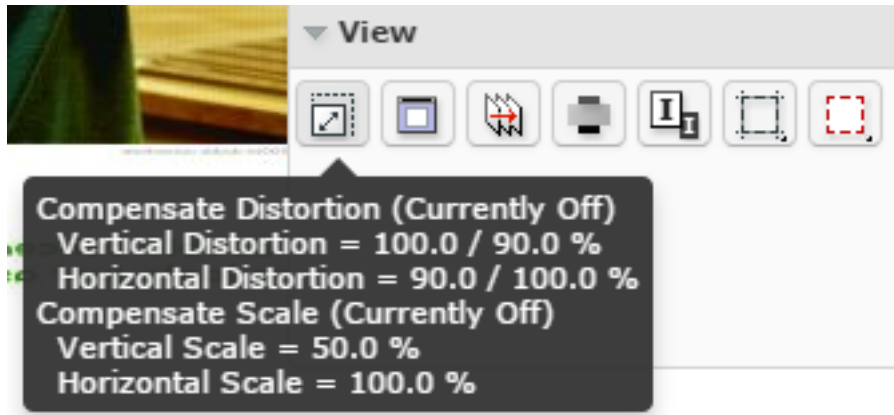 View
Compensate Distortion (Currently Off)
Vertical Distortion = 100.0 / 90.0 %
Horizontal Distortion = 90.0 / 100.0 %
Compensate Scale (Currently Off)
Vertical Scale = 50.0 %
Horizontal Scale = 100.0 %